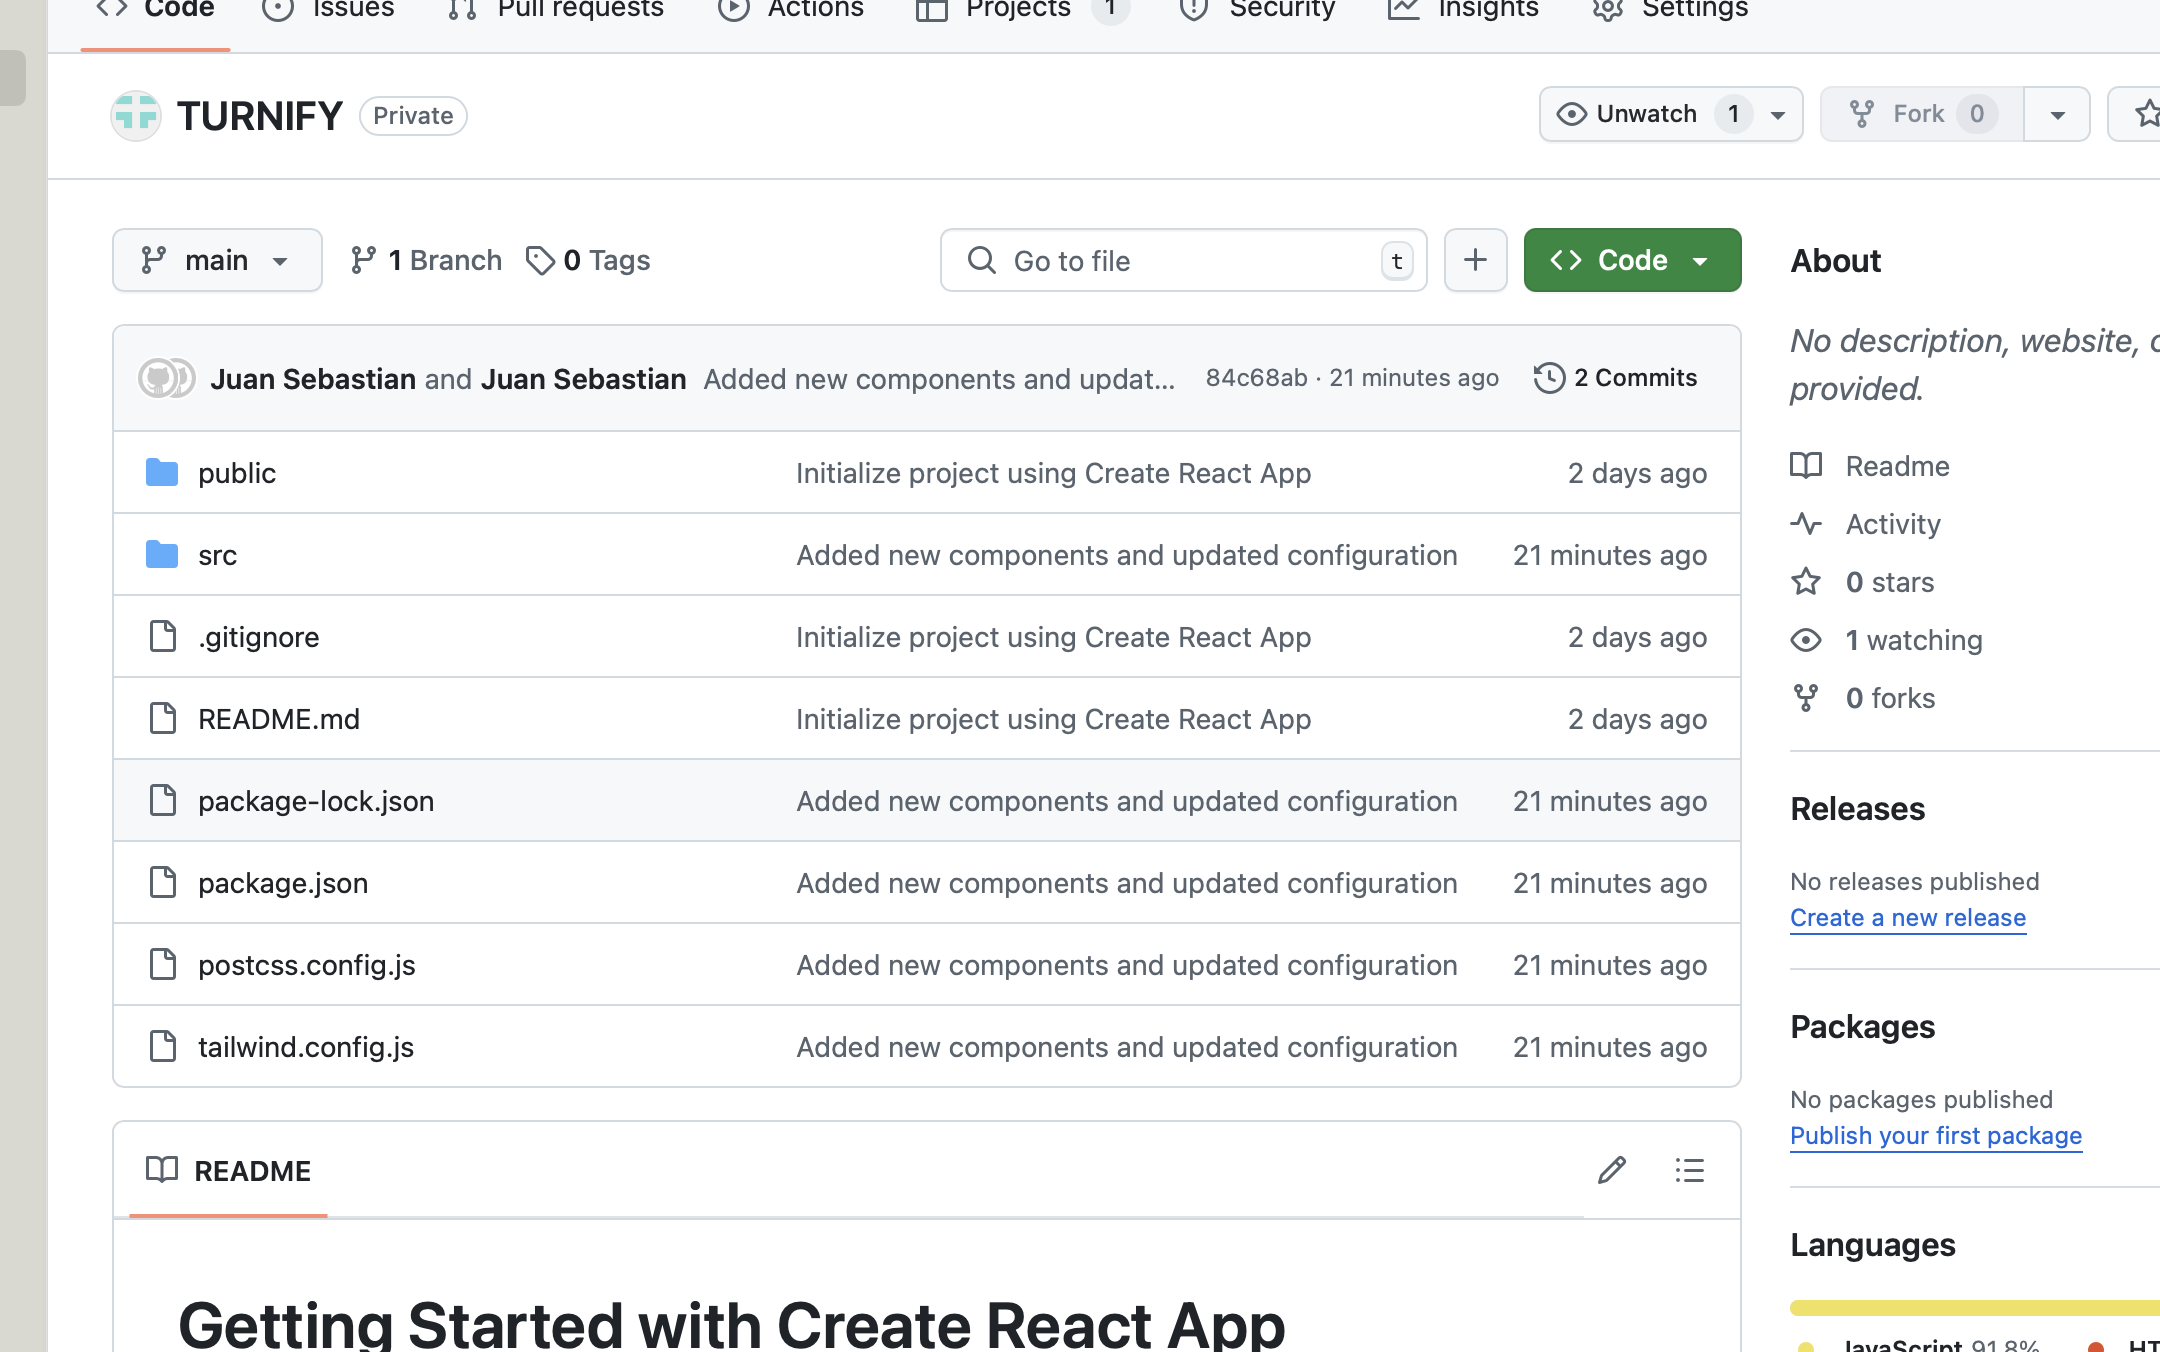 Code Issues Pull requests Actions Projects 1 Security Insights Settings
TURNIFY Private Unwatch 1 Fork 0
main 1 Branch 0 Tags Go to file t Code
Juan Sebastian and Juan Sebastian Added new components and updat... 84c68ab · 21 minutes ago 2 Commits
public Initialize project using Create React App 2 days ago
src Added new components and updated configuration 21 minutes ago
.gitignore Initialize project using Create React App 2 days ago
README.md Initialize project using Create React App 2 days ago
package-lock.json Added new components and updated configuration 21 minutes ago
package.json Added new components and updated configuration 21 minutes ago
postcss.config.js Added new components and updated configuration 21 minutes ago
tailwind.config.js Added new components and updated configuration 21 minutes ago
README
Getting Started with Create React App
About
No description, website,
provided.
Readme
Activity
0 stars
1 watching
0 forks
Releases
No releases published
Create a new release
Packages
No packages published
Publish your first package
Languages
JavaScript 91.8%